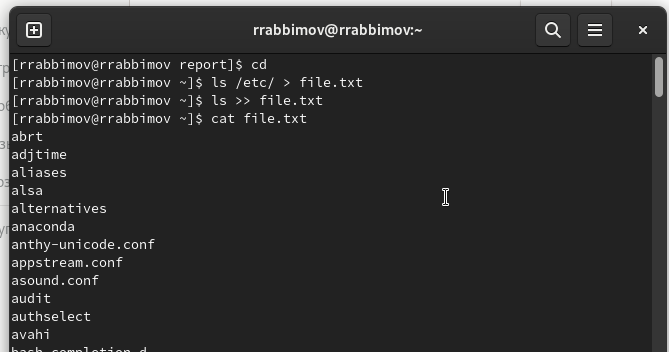 rrabbimov@rrabbimov:~
[rrabbimov@rrabbimov report]$ cd
[rrabbimov@rrabbimov ~]$ ls /etc/ > file.txt
[rrabbimov@rrabbimov ~]$ ls >> file.txt
[rrabbimov@rrabbimov ~]$ cat file.txt
abrt
adjtime
aliases
alsa
alternatives
anaconda
anthy-unicode.conf
appstream.conf
asound.conf
audit
authselect
avahi